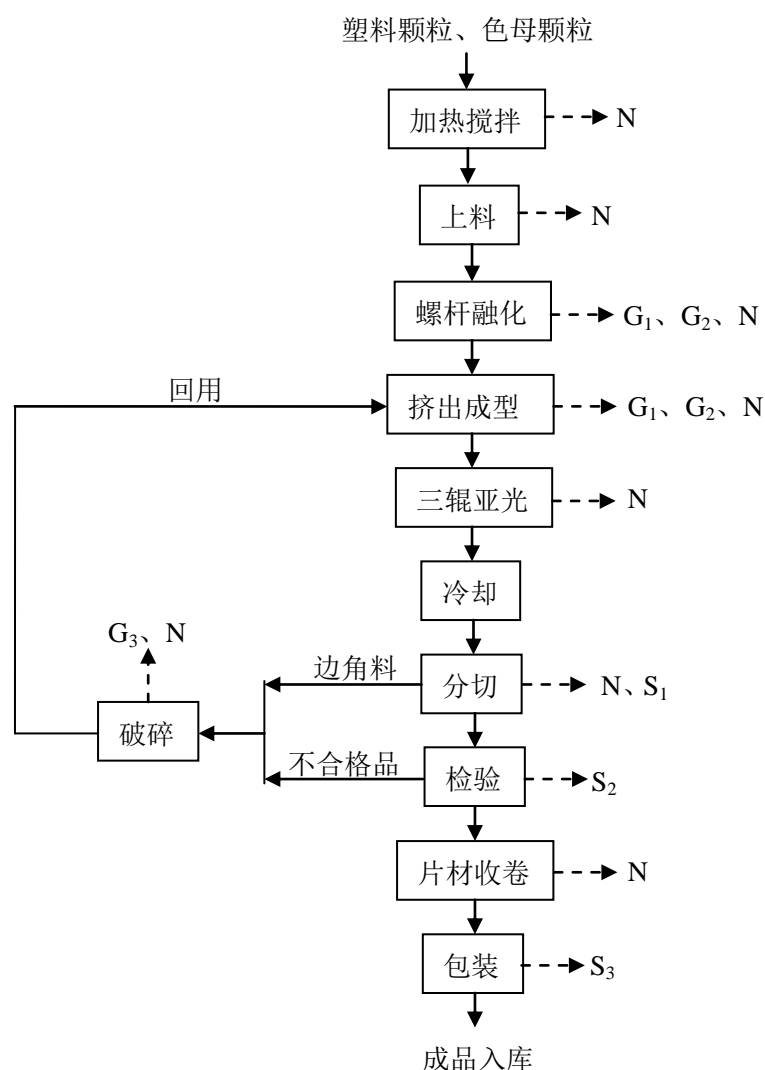 塑料颗粒、色母颗粒
加热搅拌
N
上料
N
螺杆融化
G₁、G₂、N
回用
挤出成型
G₁、G₂、N
三辊亚光
N
冷却
G₃、N
边角料
分切
N、S₁
破碎
不合格品
检验
S₂
片材收卷
N
包装
S₃
成品入库